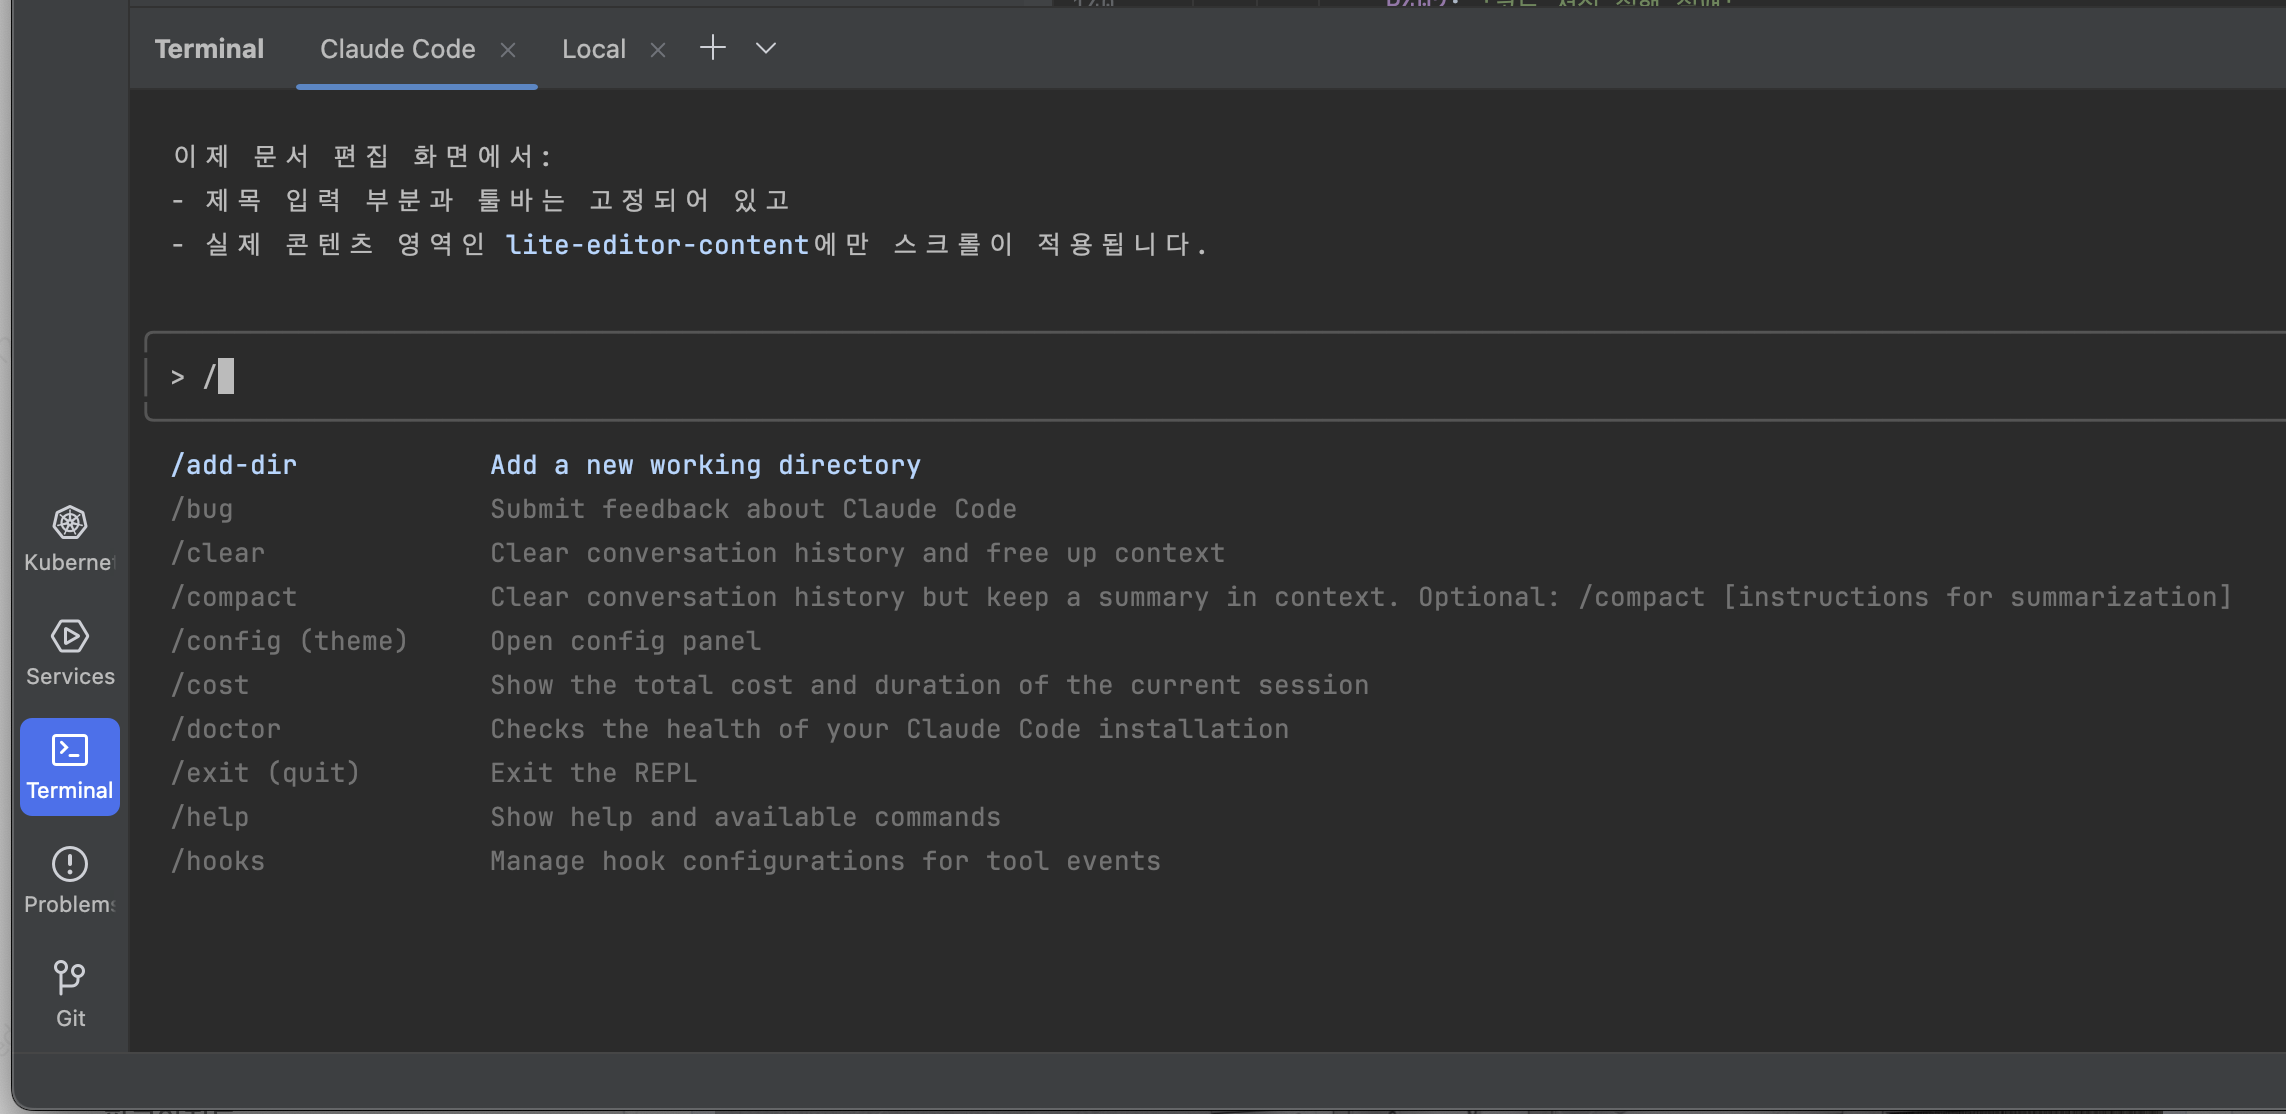 Terminal Claude Code Local
이제 문서 편집 화면에서:
- 제목 입력 부분과 툴바는 고정되어 있고
- 실제 콘텐츠 영역인 lite-editor-content에만 스크롤이 적용됩니다.
> /
/add-dir Add a new working directory
/bug Submit feedback about Claude Code
/clear Clear conversation history and free up context
/compact Clear conversation history but keep a summary in context. Optional: /compact [instructions for summarization]
/config (theme) Open config panel
/cost Show the total cost and duration of the current session
/doctor Checks the health of your Claude Code installation
/exit (quit) Exit the REPL
/help Show help and available commands
/hooks Manage hook configurations for tool events
Kubernet
Services
Terminal
Problems
Git